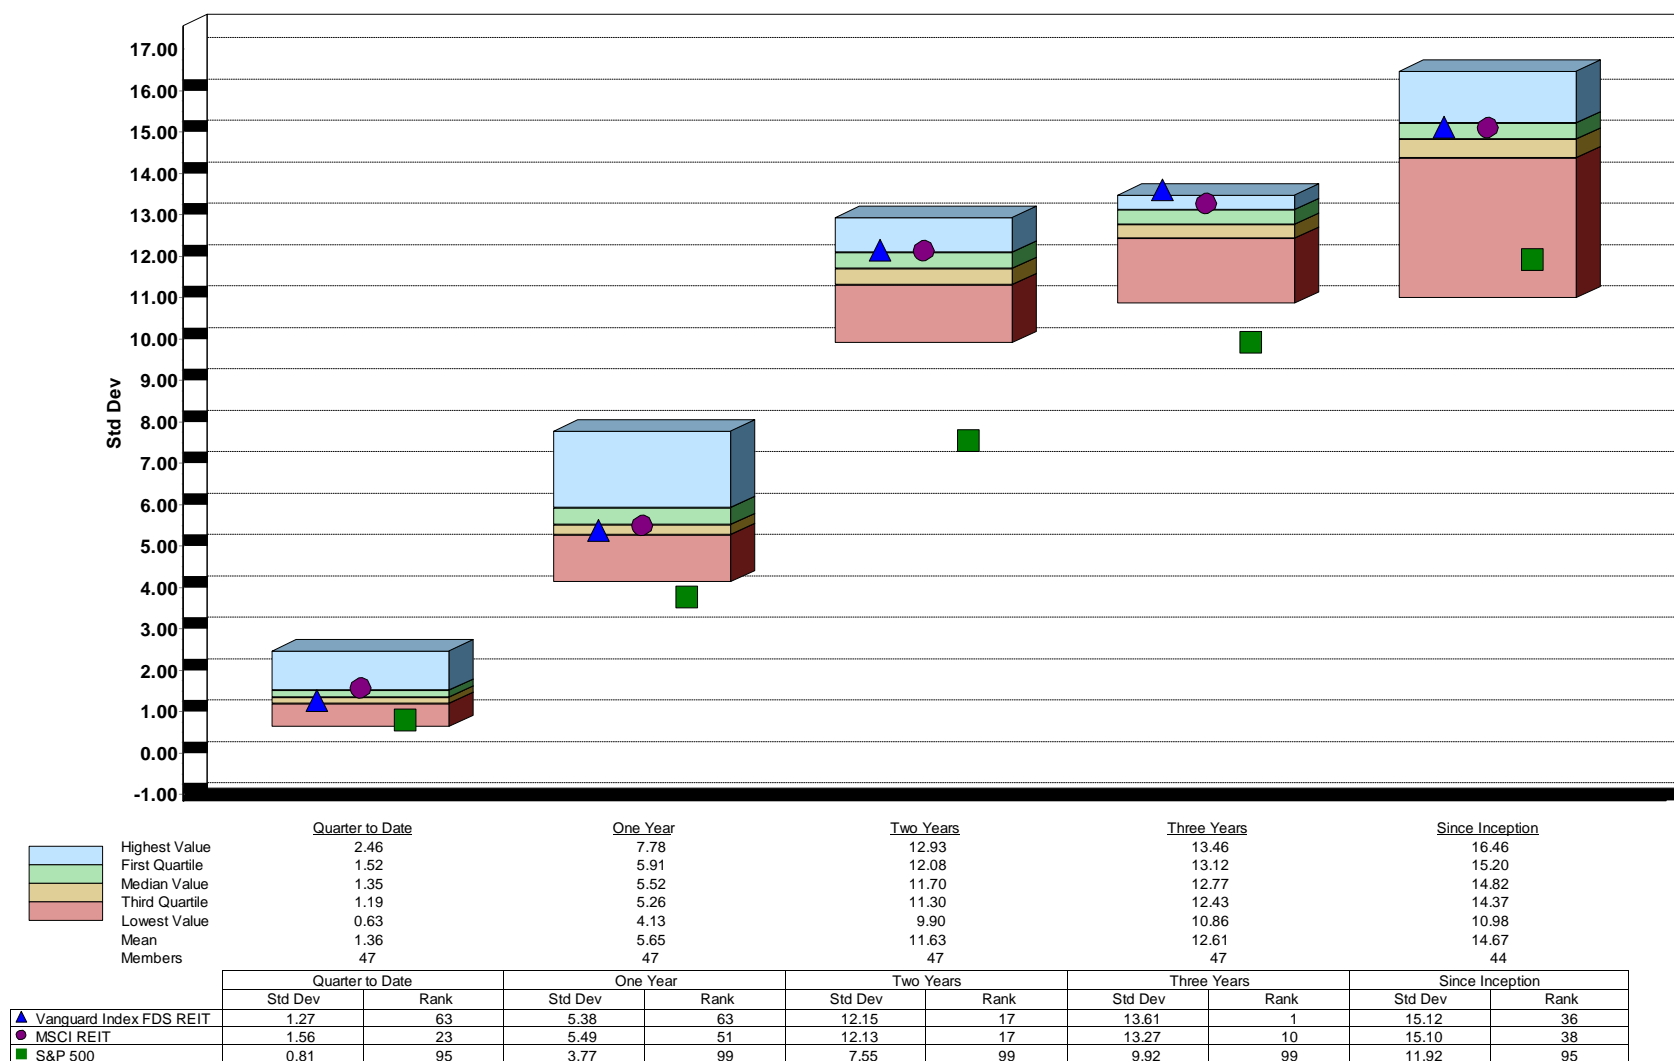 17.00
16.00
15.00
14.00
13.00
12.00
11.00
10.00
9.00
8.00
7.00
6.00
5.00
4.00
3.00
2.00
1.00
0.00
-1.00
Std Dev
Quarter to Date One Year Two Years Three Years Since Inception
Highest Value 2.46 7.78 12.93 13.46 16.46
First Quartile 1.52 5.91 12.08 13.12 15.20
Median Value 1.35 5.52 11.70 12.77 14.82
Third Quartile 1.19 5.26 11.30 12.43 14.37
Lowest Value 0.63 4.13 9.90 10.86 10.98
Mean 1.36 5.65 11.63 12.61 14.67
Members 47 47 47 47 44
Quarter to Date One Year Two Years Three Years Since Inception
Std Dev Rank Std Dev Rank Std Dev Rank Std Dev Rank Std Dev Rank
Vanguard Index FDS REIT 1.27 63 5.38 63 12.15 17 13.61 1 15.12 36
MSCI REIT 1.56 23 5.49 51 12.13 17 13.27 10 15.10 38
S&P 500 0.81 95 3.77 99 7.55 99 9.92 99 11.92 95